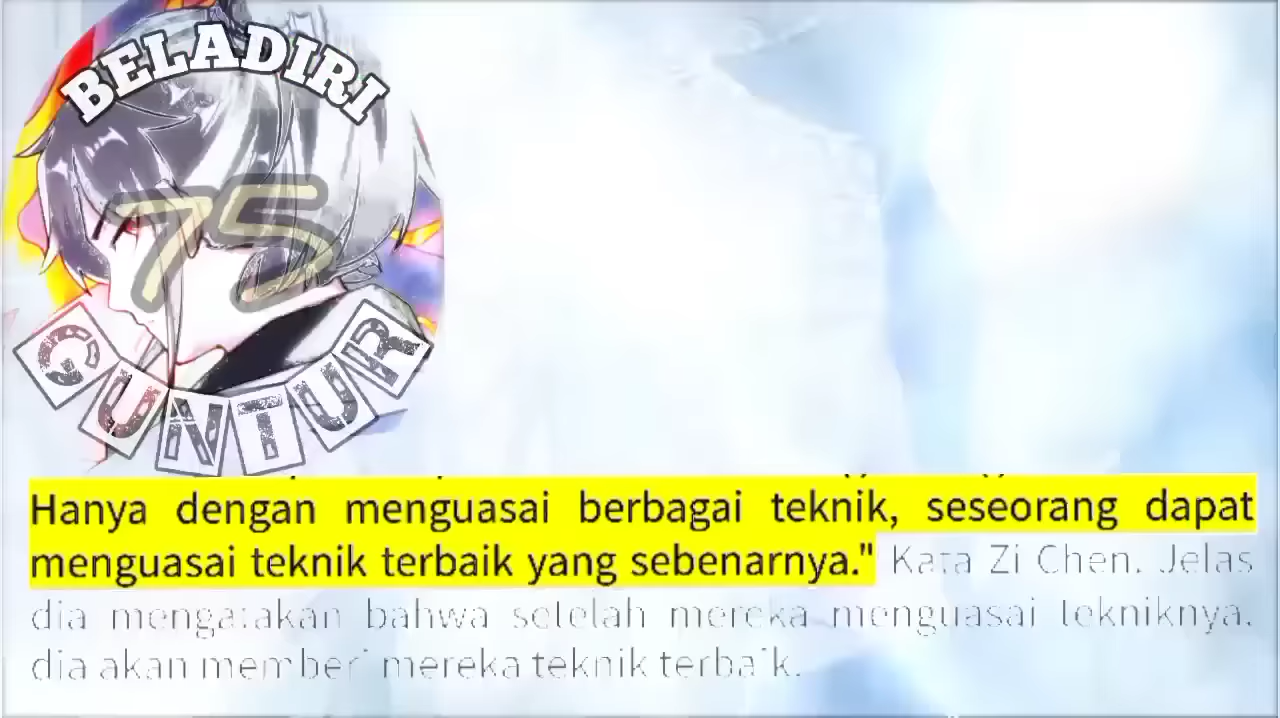 BELADIRI
75
GUNTUR
Hanya dengan menguasai berbagai teknik, seseorang dapat
menguasai teknik terbaik yang sebenarnya." Kata Zi Chen. Jelas
dia mengatakan bahwa setelah mereka menguasai tekniknya,
dia akan memberi mereka teknik terbaik.